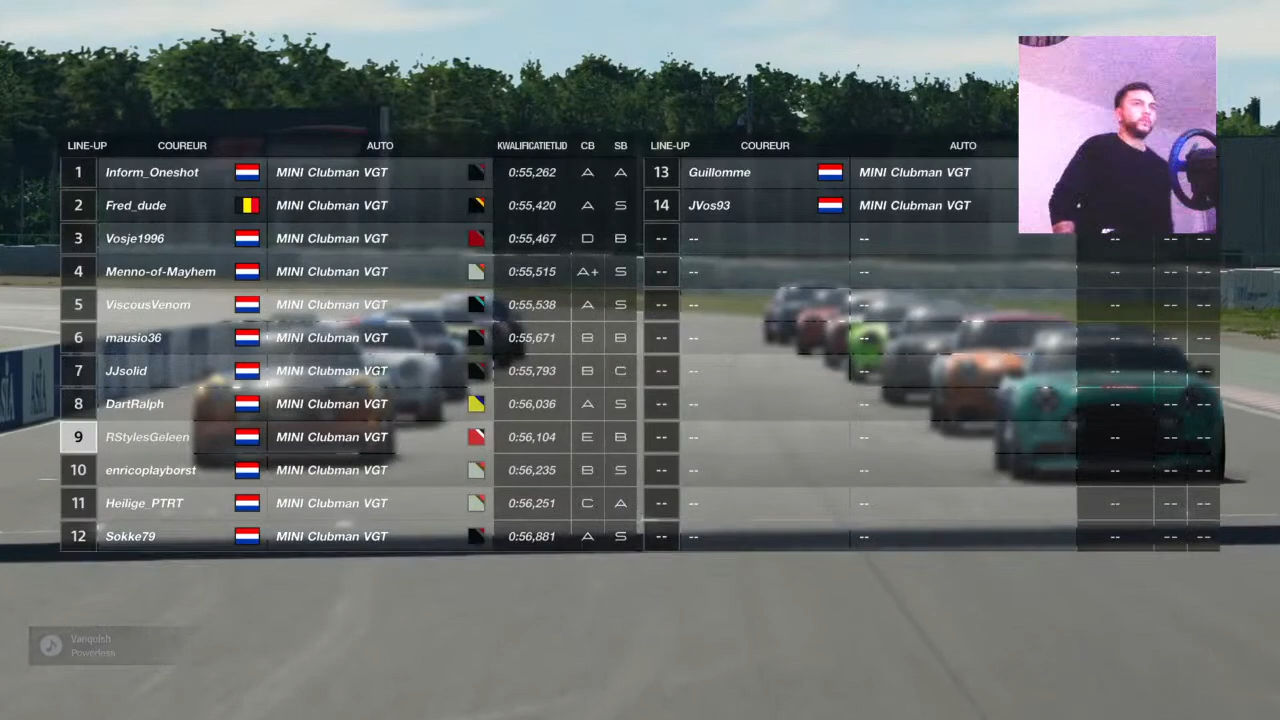 LINE-UP COUREUR AUTO KWALIFICATIETIJD CB SB
1 Inform_Oneshot MINI Clubman VGT 0:55,262 A A
2 Fred_dude MINI Clubman VGT 0:55,420 A S
3 Vosje1996 MINI Clubman VGT 0:55,467 D B
4 Menno-of-Mayhem MINI Clubman VGT 0:55,515 A+ S
5 ViscousVenom MINI Clubman VGT 0:55,538 A S
6 mausio36 MINI Clubman VGT 0:55,671 B B
7 JJsolid MINI Clubman VGT 0:55,793 B C
8 DartRalph MINI Clubman VGT 0:56,036 A S
9 RStylesGeleen MINI Clubman VGT 0:56,104 E B
10 enricoplayborst MINI Clubman VGT 0:56,235 B S
11 Heilige_PTRT MINI Clubman VGT 0:56,251 C A
12 Sokke79 MINI Clubman VGT 0:56,881 A S
LINE-UP COUREUR AUTO
13 Guillomme MINI Clubman VGT
14 JVos93 MINI Clubman VGT
-- -- -- -- -- --
-- -- -- -- -- --
-- -- -- -- -- --
-- -- -- -- -- --
-- -- -- -- -- --
-- -- -- -- -- --
-- -- -- -- -- --
-- -- -- -- -- --
-- -- -- -- -- --
-- -- -- -- -- --
ASIA
Vanquish
Powerless